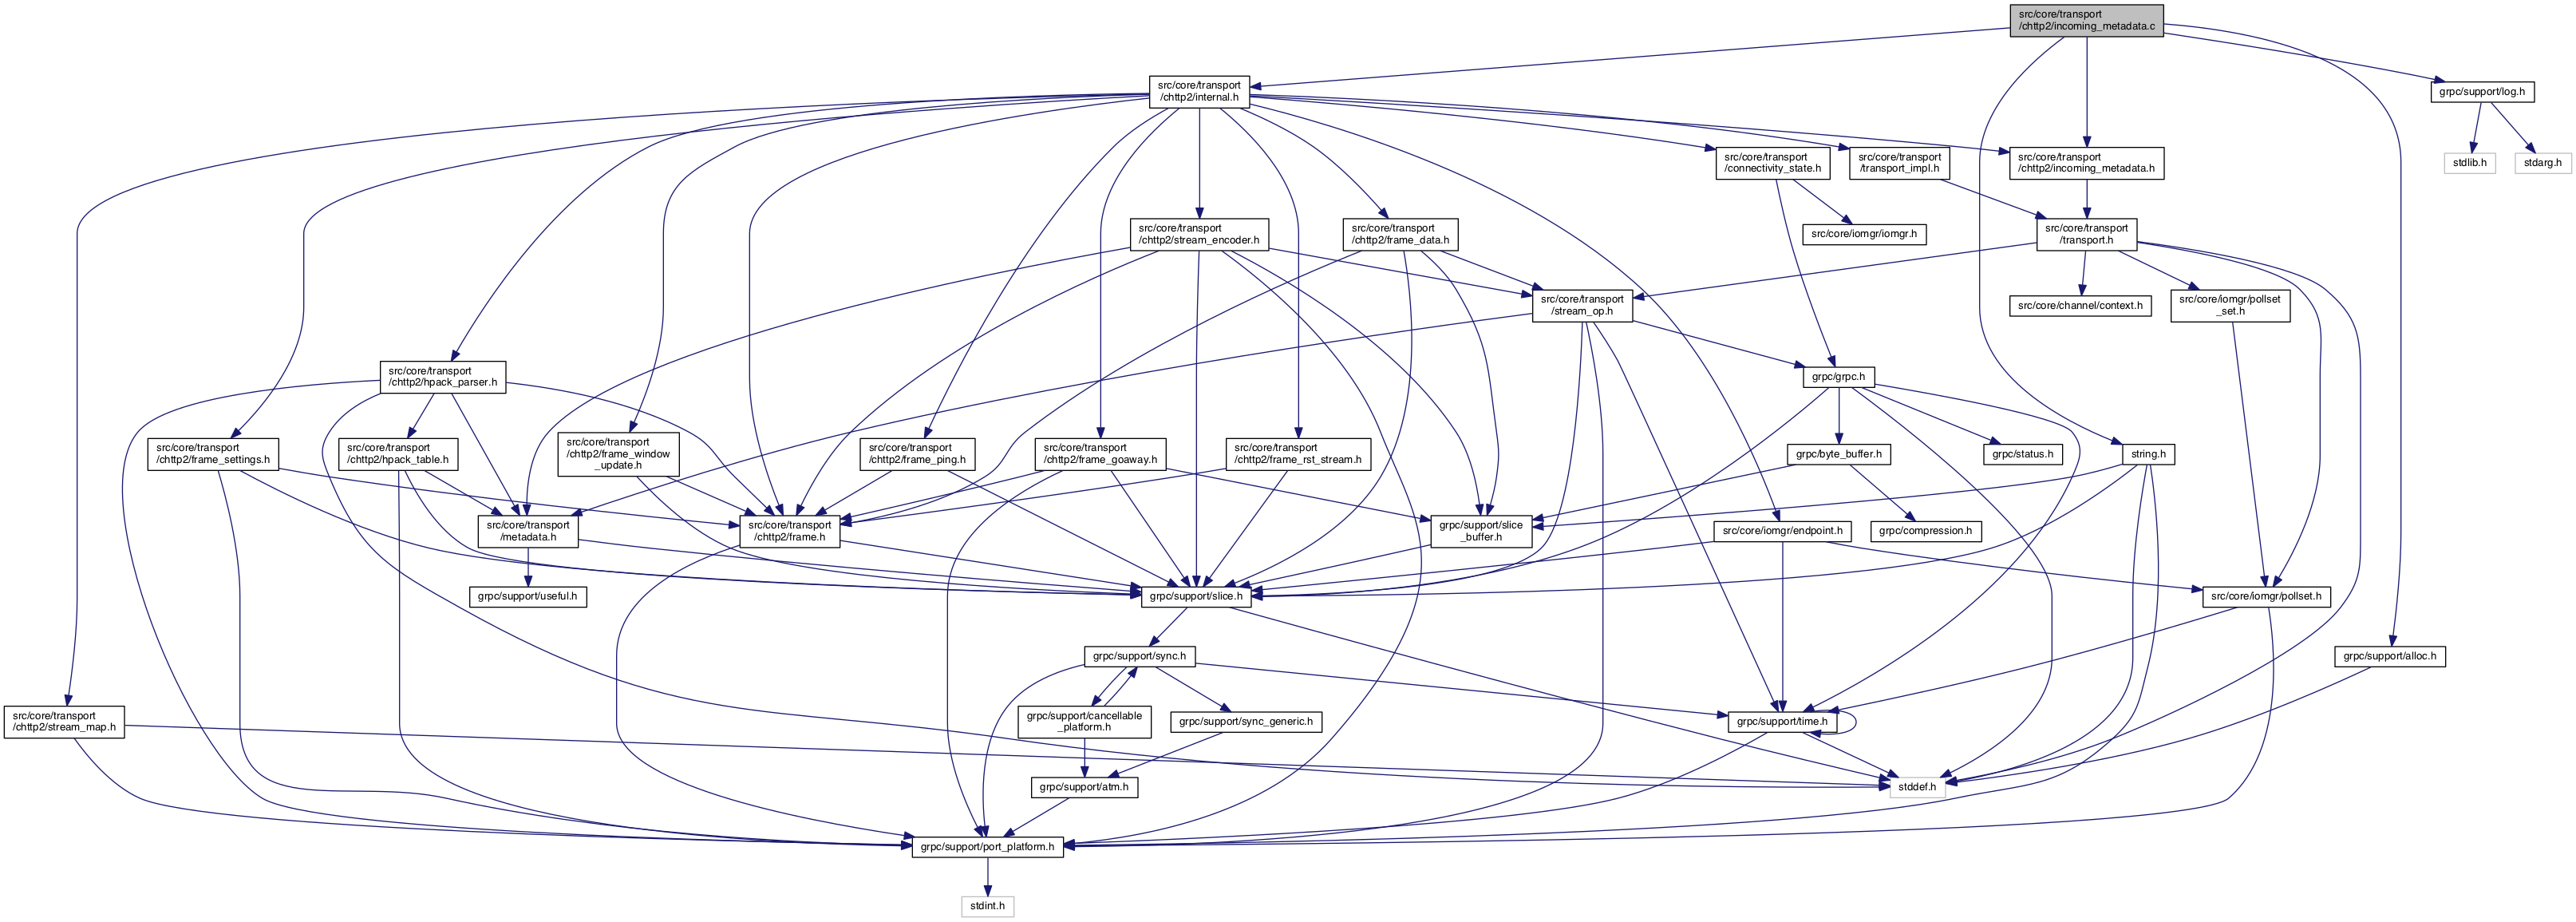 src/core/transport
/chttp2/incoming_metadata.c
src/core/transport
/chttp2/internal.h
grpc/support/log.h
src/core/transport
/connectivity_state.h
src/core/transport
/transport_impl.h
src/core/transport
/chttp2/incoming_metadata.h
stdlib.h
stdarg.h
src/core/transport
/chttp2/stream_encoder.h
src/core/transport
/chttp2/frame_data.h
src/core/iomgr/iomgr.h
src/core/transport
/transport.h
src/core/transport
/stream_op.h
src/core/channel/context.h
src/core/iomgr/pollset
_set.h
src/core/transport
/chttp2/hpack_parser.h
grpc/grpc.h
src/core/transport
/chttp2/frame_settings.h
src/core/transport
/chttp2/hpack_table.h
src/core/transport
/chttp2/frame_window
_update.h
src/core/transport
/chttp2/frame_ping.h
src/core/transport
/chttp2/frame_goaway.h
src/core/transport
/chttp2/frame_rst_stream.h
grpc/byte_buffer.h
grpc/status.h
string.h
src/core/transport
/metadata.h
src/core/transport
/chttp2/frame.h
grpc/support/slice
_buffer.h
src/core/iomgr/endpoint.h
grpc/compression.h
grpc/support/useful.h
grpc/support/slice.h
src/core/iomgr/pollset.h
grpc/support/sync.h
grpc/support/alloc.h
src/core/transport
/chttp2/stream_map.h
grpc/support/cancellable
_platform.h
grpc/support/sync_generic.h
grpc/support/time.h
grpc/support/atm.h
stddef.h
grpc/support/port_platform.h
stdint.h